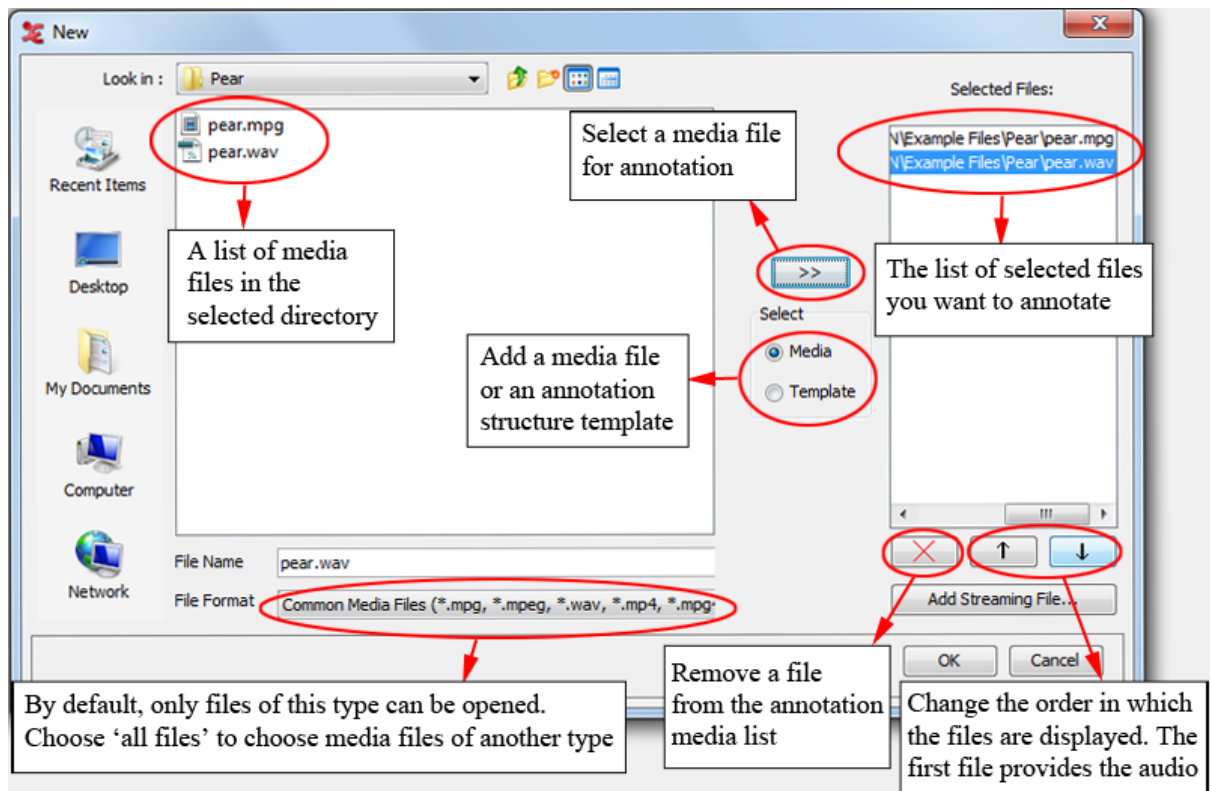 New
Look in :
Pear
Selected Files:
pear.mpg
pear.wav
Select a media file
for annotation
N\Example Files\Pear\pear.mpg
N\Example Files\Pear\pear.wav
Recent Items
A list of media
files in the
selected directory
>>
The list of selected files
you want to annotate
Desktop
Select
Media
Template
Add a media file
or an annotation
structure template
My Documents
Computer
Network
File Name
pear.wav
File Format
Common Media Files (*.mpg, *.mpeg, *.wav, *.mp4, *.mpg4
Add Streaming File...
OK
Cancel
By default, only files of this type can be opened.
Choose ‘all files’ to choose media files of another type
Remove a file
from the annotation
media list
Change the order in which
the files are displayed. The
first file provides the audio